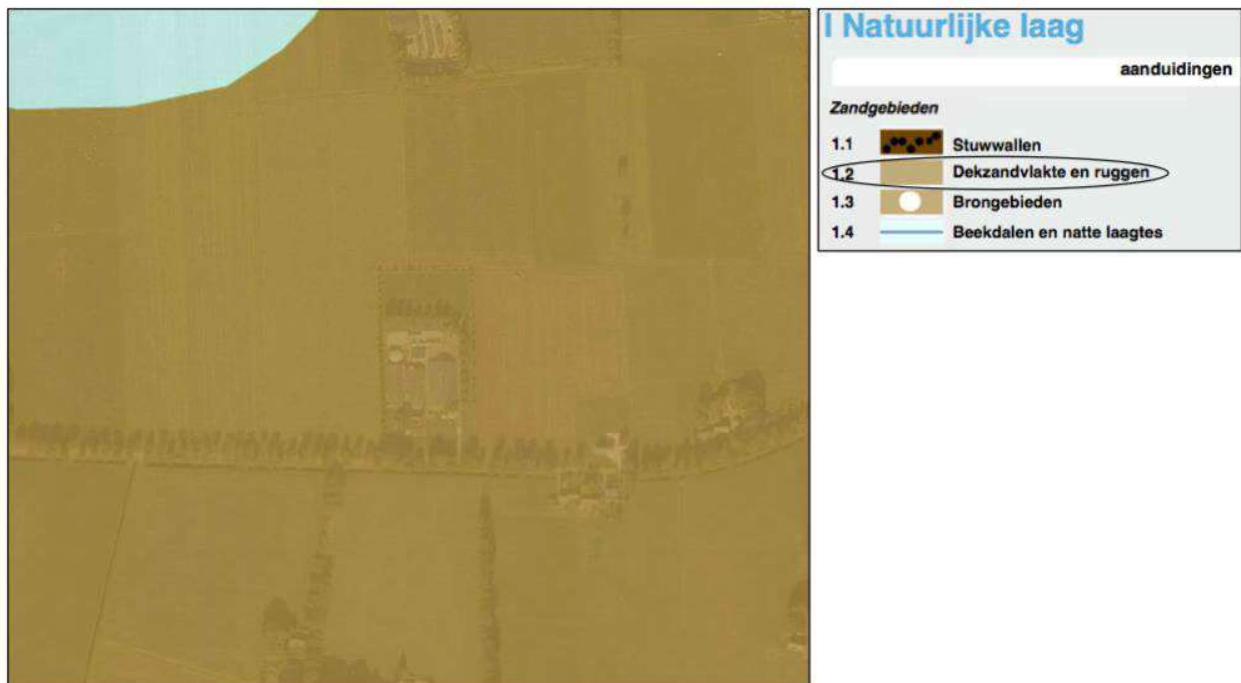 I Natuurlijke laag
aanduidingen
Zandgebieden
1.1 Stuwwallen
1.2 Dekzandvlakte en ruggen
1.3 Brongebieden
1.4 Beekdalen en natte laagtes